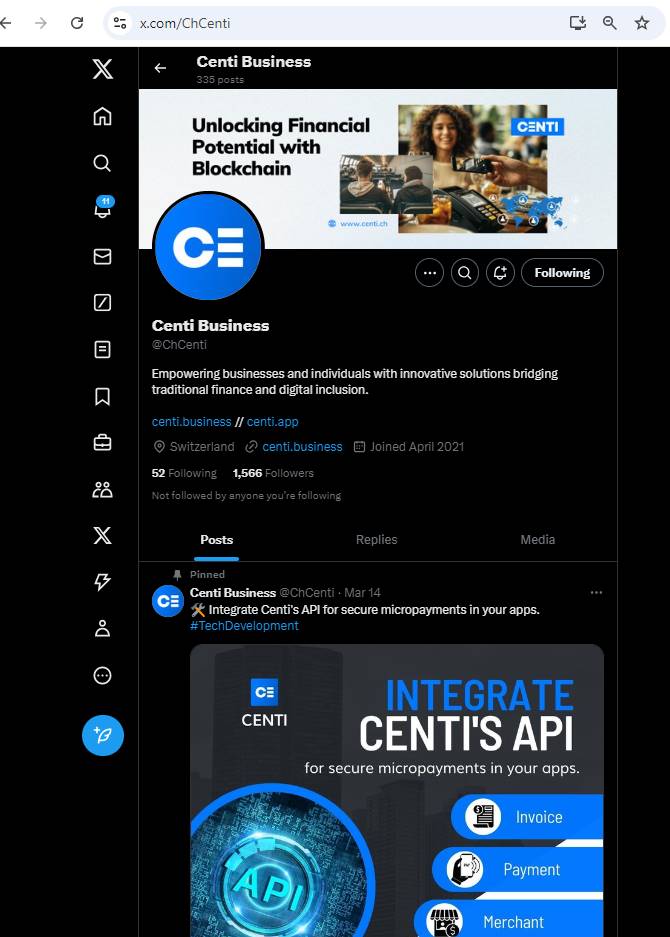 x.com/ChCenti
Centi Business
335 posts
Unlocking Financial
Potential with
Blockchain
CENTI
www.centi.ch
CE
11
Following
Centi Business
@ChCenti
Empowering businesses and individuals with innovative solutions bridging
traditional finance and digital inclusion.
centi.business // centi.app
Switzerland centi.business Joined April 2021
52 Following 1,566 Followers
Not followed by anyone you're following
Posts Replies Media
Pinned
Centi Business @ChCenti · Mar 14
🛠 Integrate Centi's API for secure micropayments in your apps.
#TechDevelopment
CE
CE
CENTI
INTEGRATE
CENTI'S API
for secure micropayments in your apps.
Invoice
Payment
Merchant
API